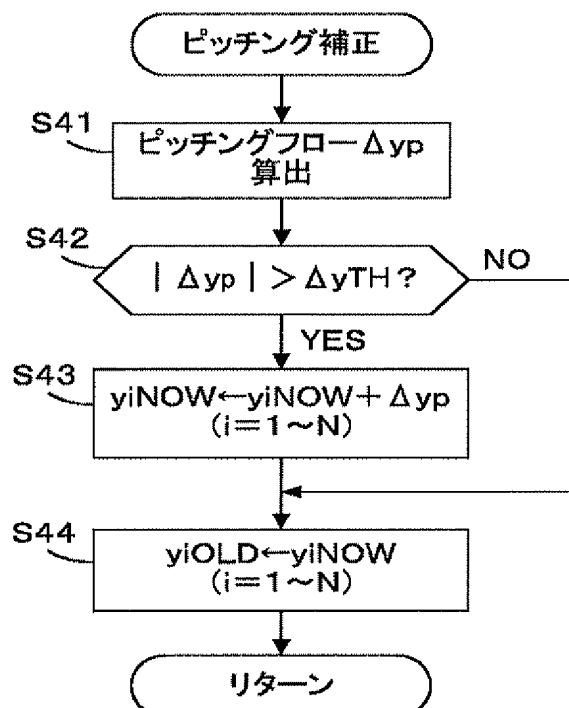 ピッチング補正
S41
ピッチングフローΔyp
算出
S42
| Δyp | > ΔyTH ?
NO
YES
S43
yiNOW←yiNOW+Δyp
(i=1~N)
S44
yiOLD←yiNOW
(i=1~N)
リターン